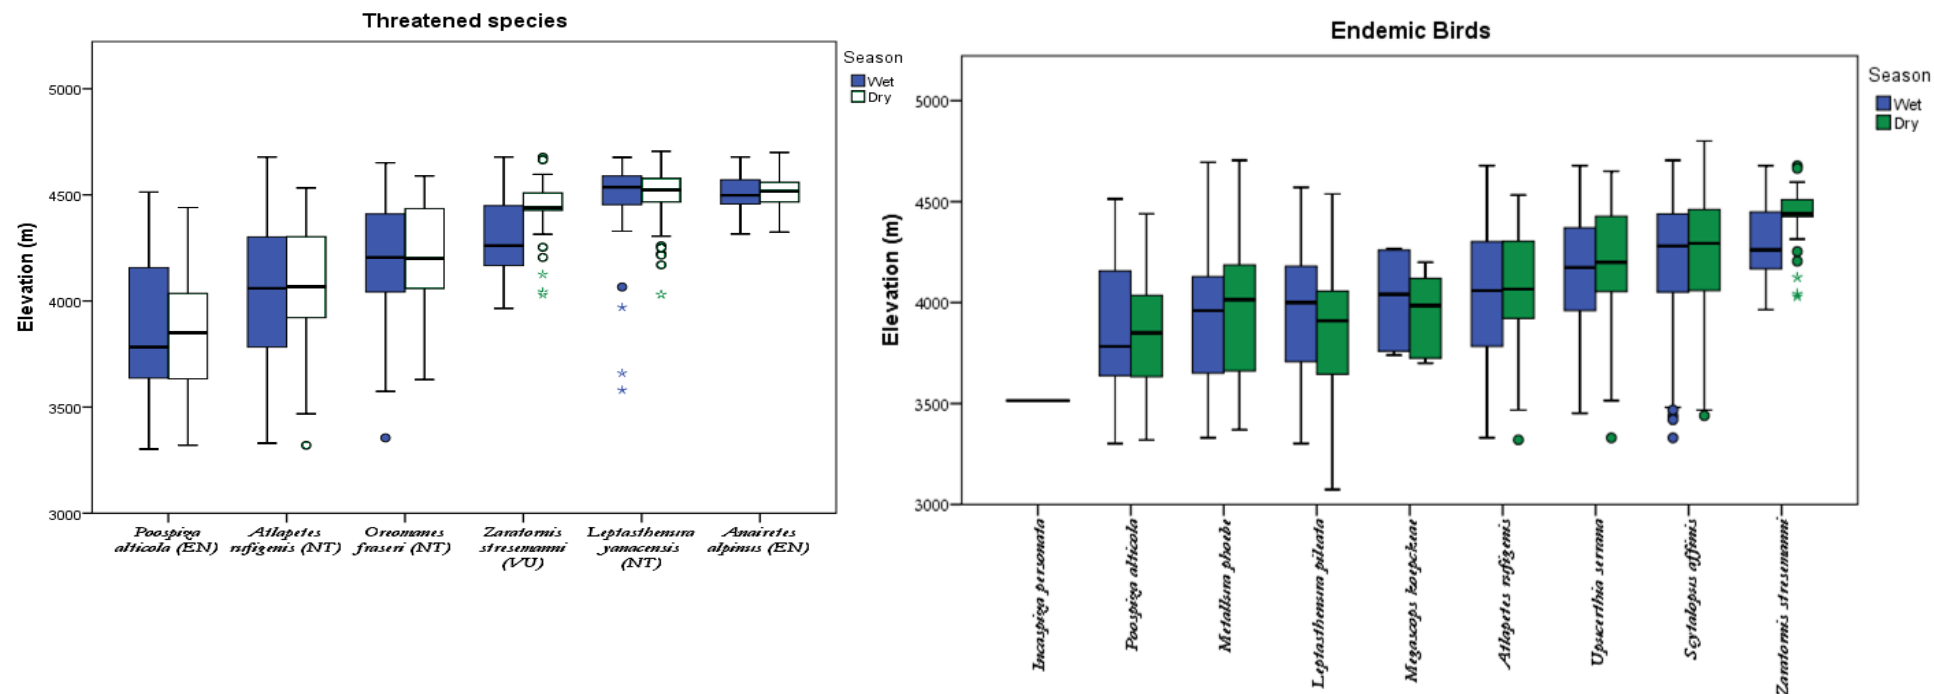 Threatened species
Elevation (m)
5000
4500
4000
3500
3000
Season
Wet
Dry
Poospiza
alticola (EN)
Atlapetes
rufigenis (NT)
Oreomanes
fraseri (NT)
Zaratornis
stresemanni
(VU)
Leptasthenura
yanacensis
(NT)
Anairetes
alpinus (EN)
Endemic Birds
Elevation (m)
5000
4500
4000
3500
3000
Season
Wet
Dry
Incaspiza personata
Poospiza alticola
Metallura phoebe
Leptasthenura pileata
Megascops koepckeae
Atlapetes rufigenis
Upucerthia serrana
Scytalopus affinis
Zaratornis stresemanni